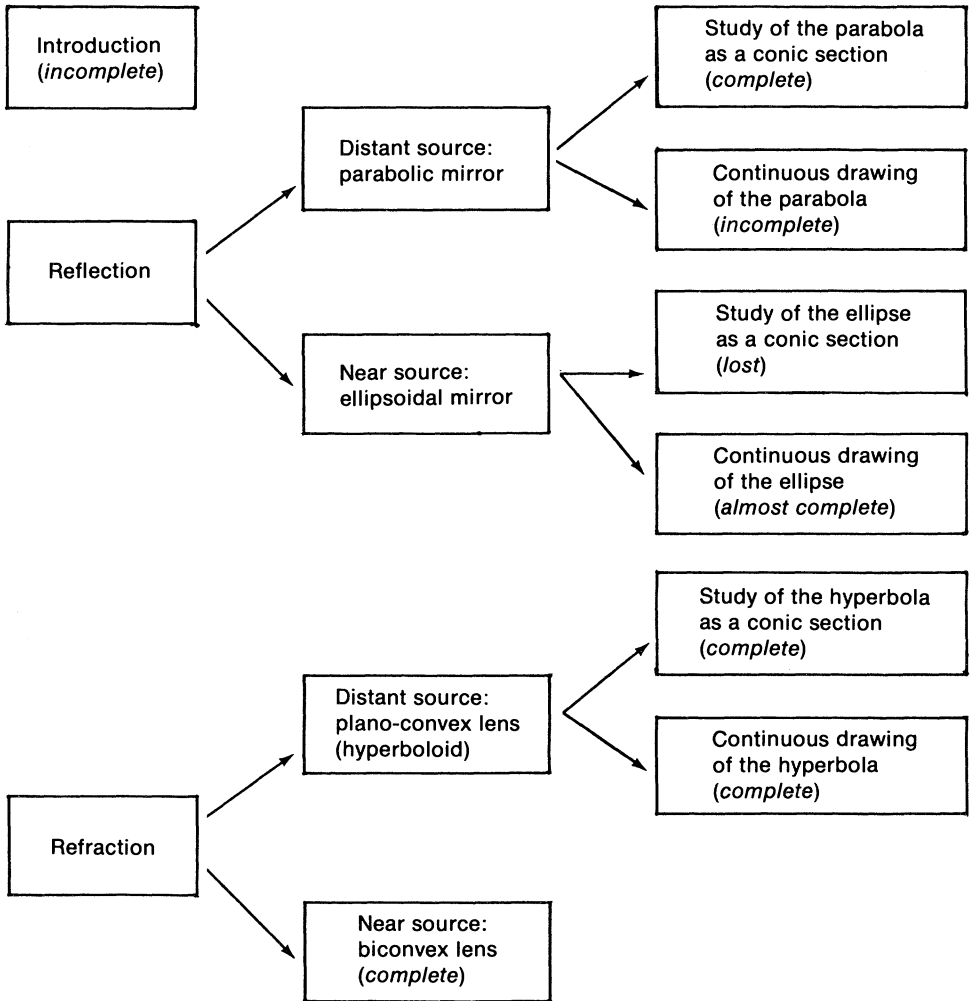 Introduction
(incomplete)
Reflection
Distant source:
parabolic mirror
Study of the parabola
as a conic section
(complete)
Continuous drawing
of the parabola
(incomplete)
Near source:
ellipsoidal mirror
Study of the ellipse
as a conic section
(lost)
Continuous drawing
of the ellipse
(almost complete)
Refraction
Distant source:
plano-convex lens
(hyperboloid)
Study of the hyperbola
as a conic section
(complete)
Continuous drawing
of the hyperbola
(complete)
Near source:
biconvex lens
(complete)